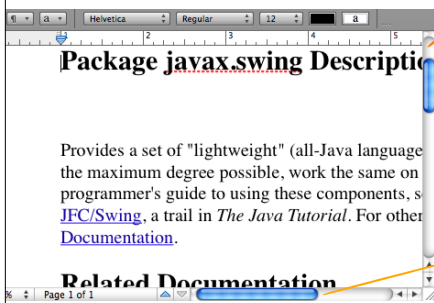 ¶ a Helvetica Regular 12 a
1 2 3 4 5
Package javax.swing Descriptio
Provides a set of "lightweight" (all-Java language
the maximum degree possible, work the same on
programmer's guide to using these components, s
JFC/Swing, a trail in The Java Tutorial. For other
Documentation.
Related Documentation
% Page 1 of 1